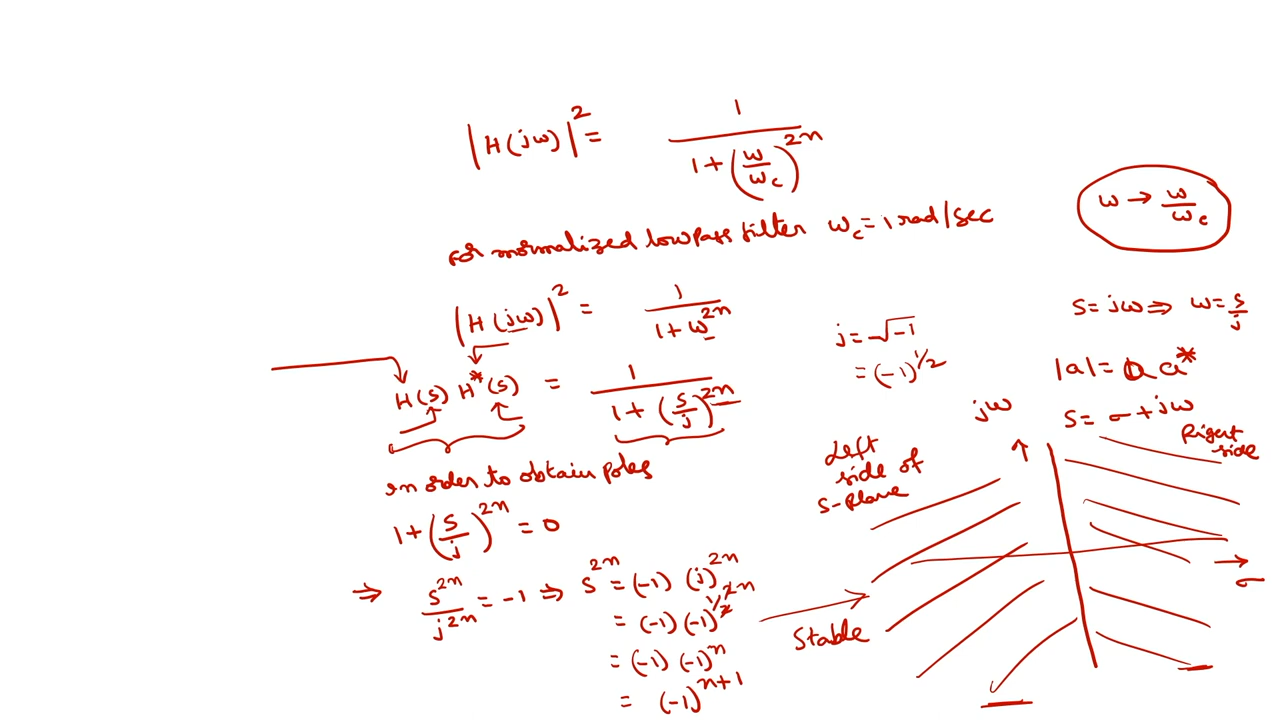 |H(jω)|² = 1 / (1 + (ω/ωc)^2n)
ω → ω/ωc
for normalized lowpass filter ωc = 1 rad/sec
|H(jω)|² = 1 / (1 + ω^2n)
S = jω ⇒ ω = S/j
j = √-1
= (-1)^1/2
H(s) H*(s) = 1 / (1 + (S/j)^2n)
|a| = a a*
S = σ + jω
jω
Right side
Left side of S-plane
in order to obtain poles
1 + (S/j)^2n = 0
⇒ S^2n / j^2n = -1 ⇒ S^2n = (-1) (j)^2n
= (-1) (-1)^1/2 2n
= (-1) (-1)^n
= (-1)^n+1
σ
Stable